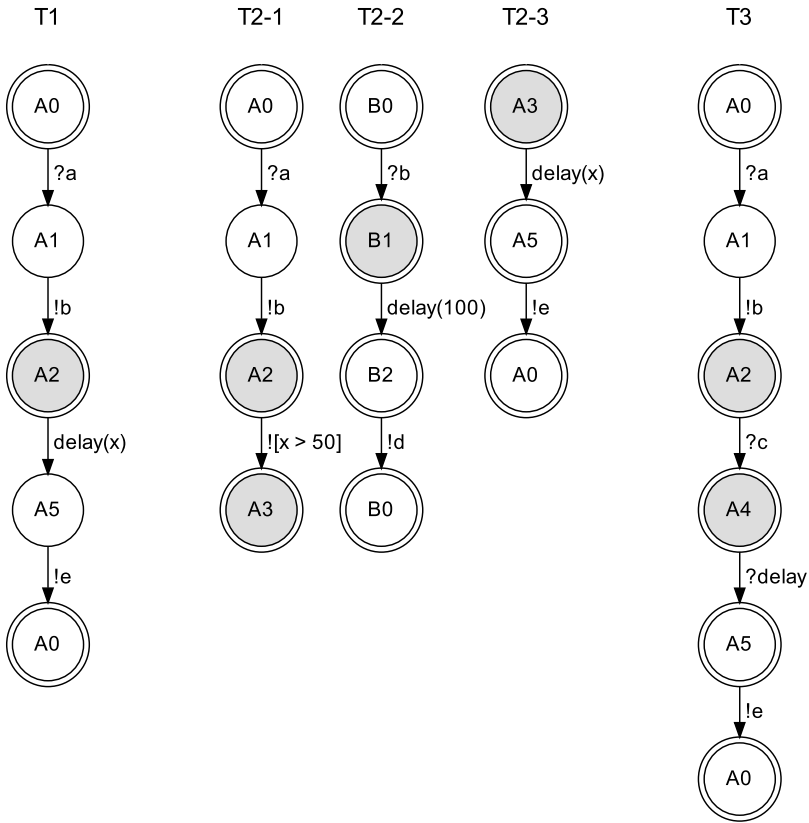 T1 T2-1 T2-2 T2-3 T3
A0 A0 B0 A3 A0
?a ?a ?b delay(x) ?a
A1 A1 B1 A5 A1
!b !b delay(100) !e !b
A2 A2 B2 A0 A2
delay(x) ![x > 50] !d ?c
A5 A3 B0 A4
!e ?delay
A0 A5
!e
A0